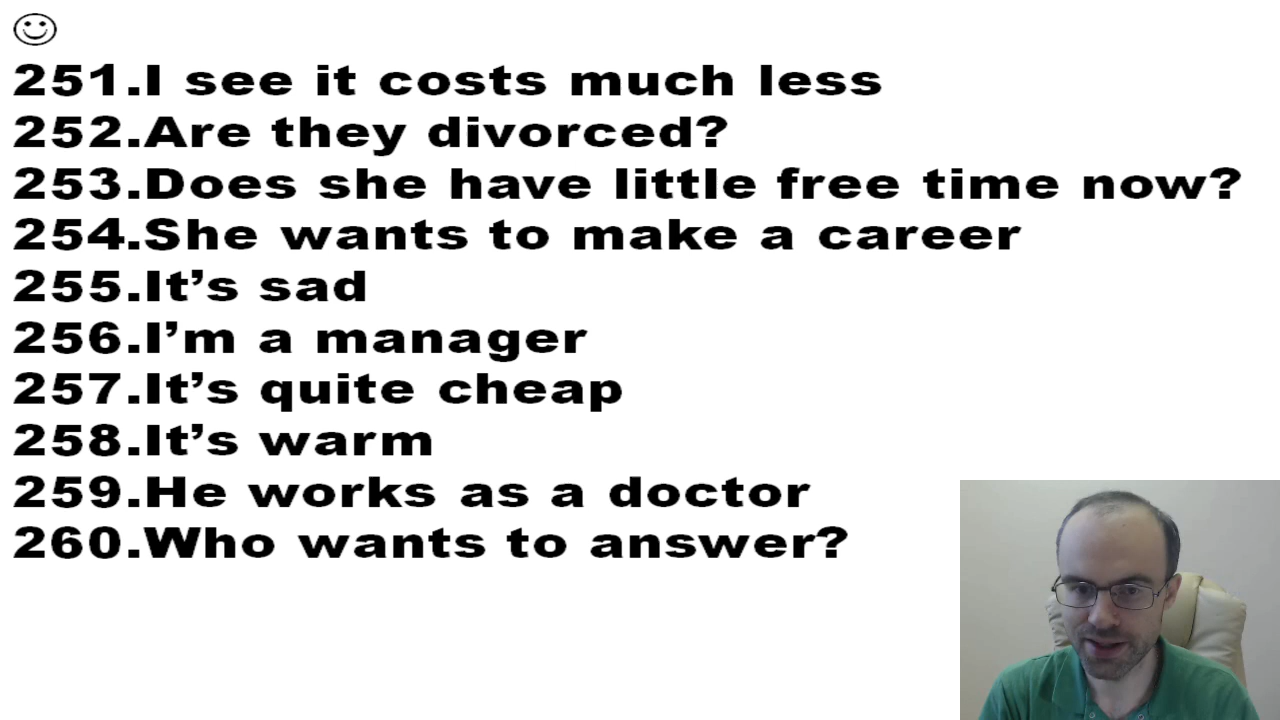 251.I see it costs much less
252.Are they divorced?
253.Does she have little free time now?
254.She wants to make a career
255.It’s sad
256.I’m a manager
257.It’s quite cheap
258.It’s warm
259.He works as a doctor
260.Who wants to answer?